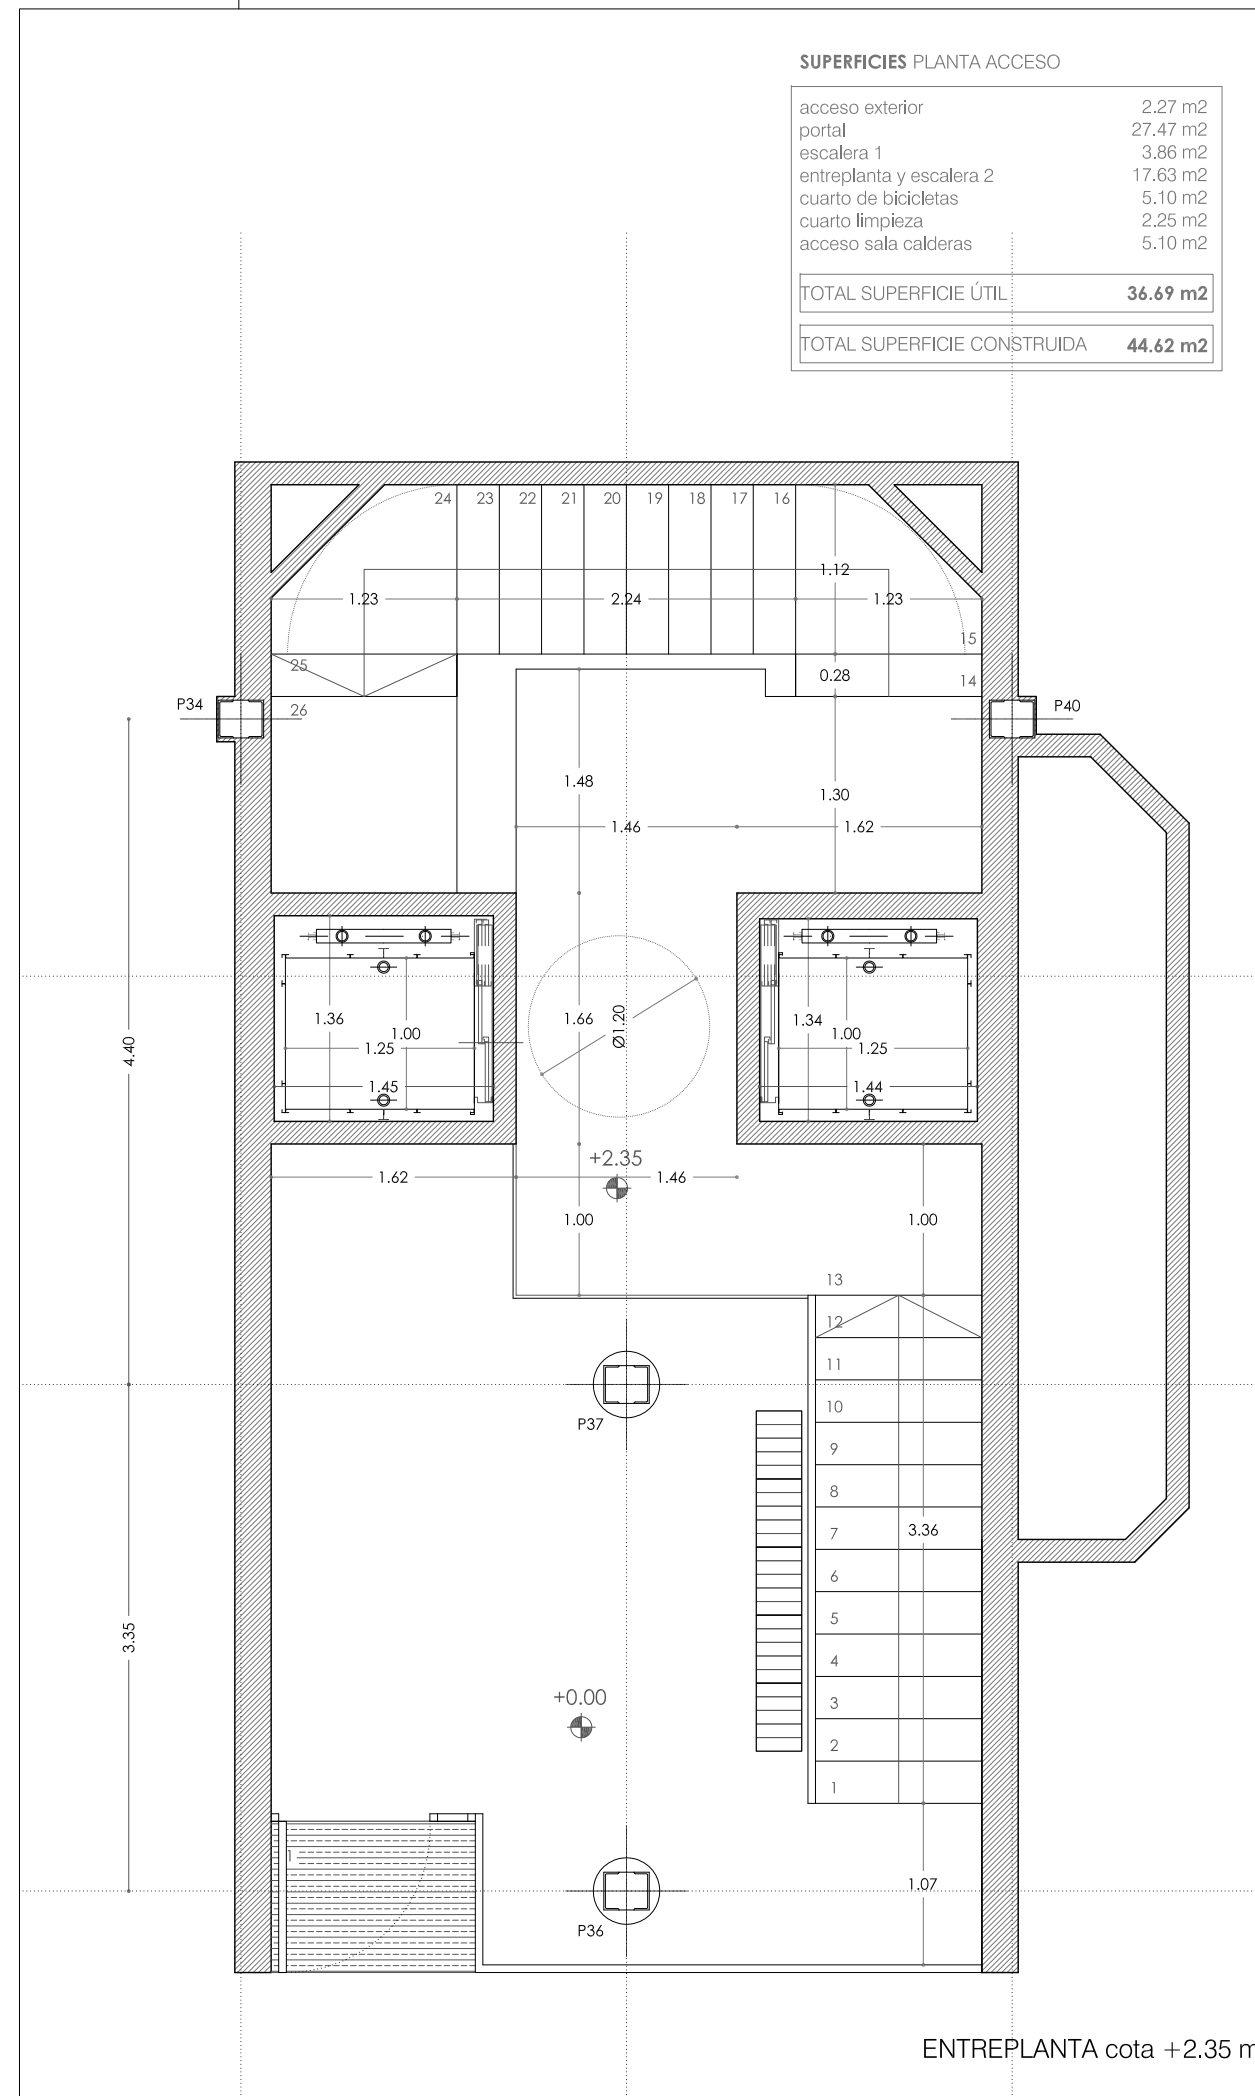 SUPERFICIES PLANTA ACCESO
acceso exterior 2.27 m2
portal 27.47 m2
escalera 1 3.86 m2
entreplanta y escalera 2 17.63 m2
cuarto de bicicletas 5.10 m2
cuarto limpieza 2.25 m2
acceso sala calderas 5.10 m2
TOTAL SUPERFICIE ÚTIL 36.69 m2
TOTAL SUPERFICIE CONSTRUIDA 44.62 m2
24 23 22 21 20 19 18 17 16
1.12
1.23 2.24 1.23
15
25 0.28 14
P34 26 P40
1.48 1.30
1.46 1.62
1.36 1.00 1.66 Ø1.20 1.34 1.00
4.40 1.25 1.25
1.45 1.44
+2.35
1.62 1.46
1.00 1.00
13
12
11
10
P37
9
8
7 3.36
6
5
3.35
4
+0.00 3
2
1
1
1.07
P36
ENTREPLANTA cota +2.35 m